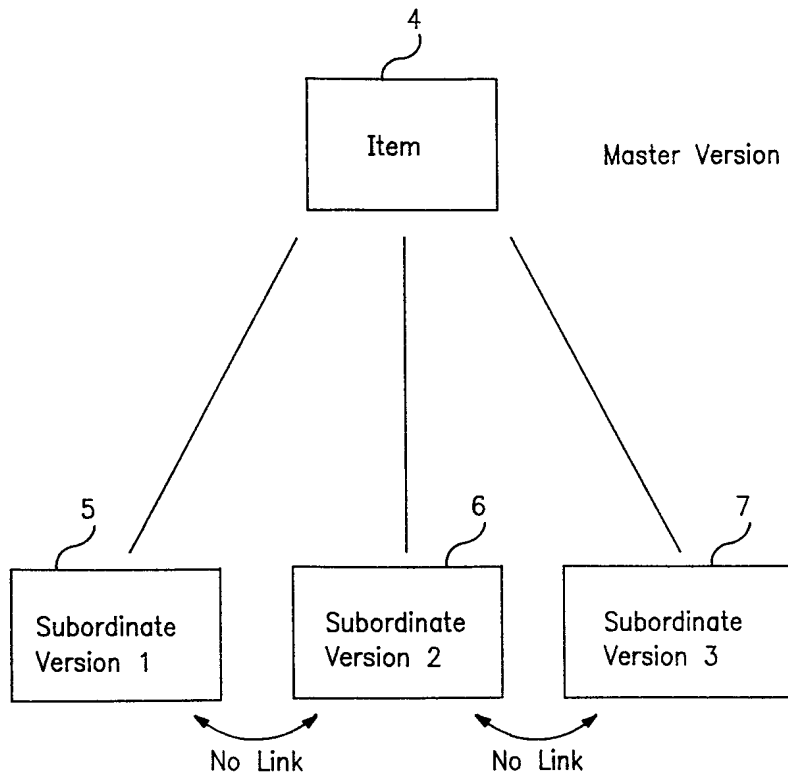 4
Item
Master Version
5
6
7
Subordinate
Version 1
Subordinate
Version 2
Subordinate
Version 3
No Link
No Link